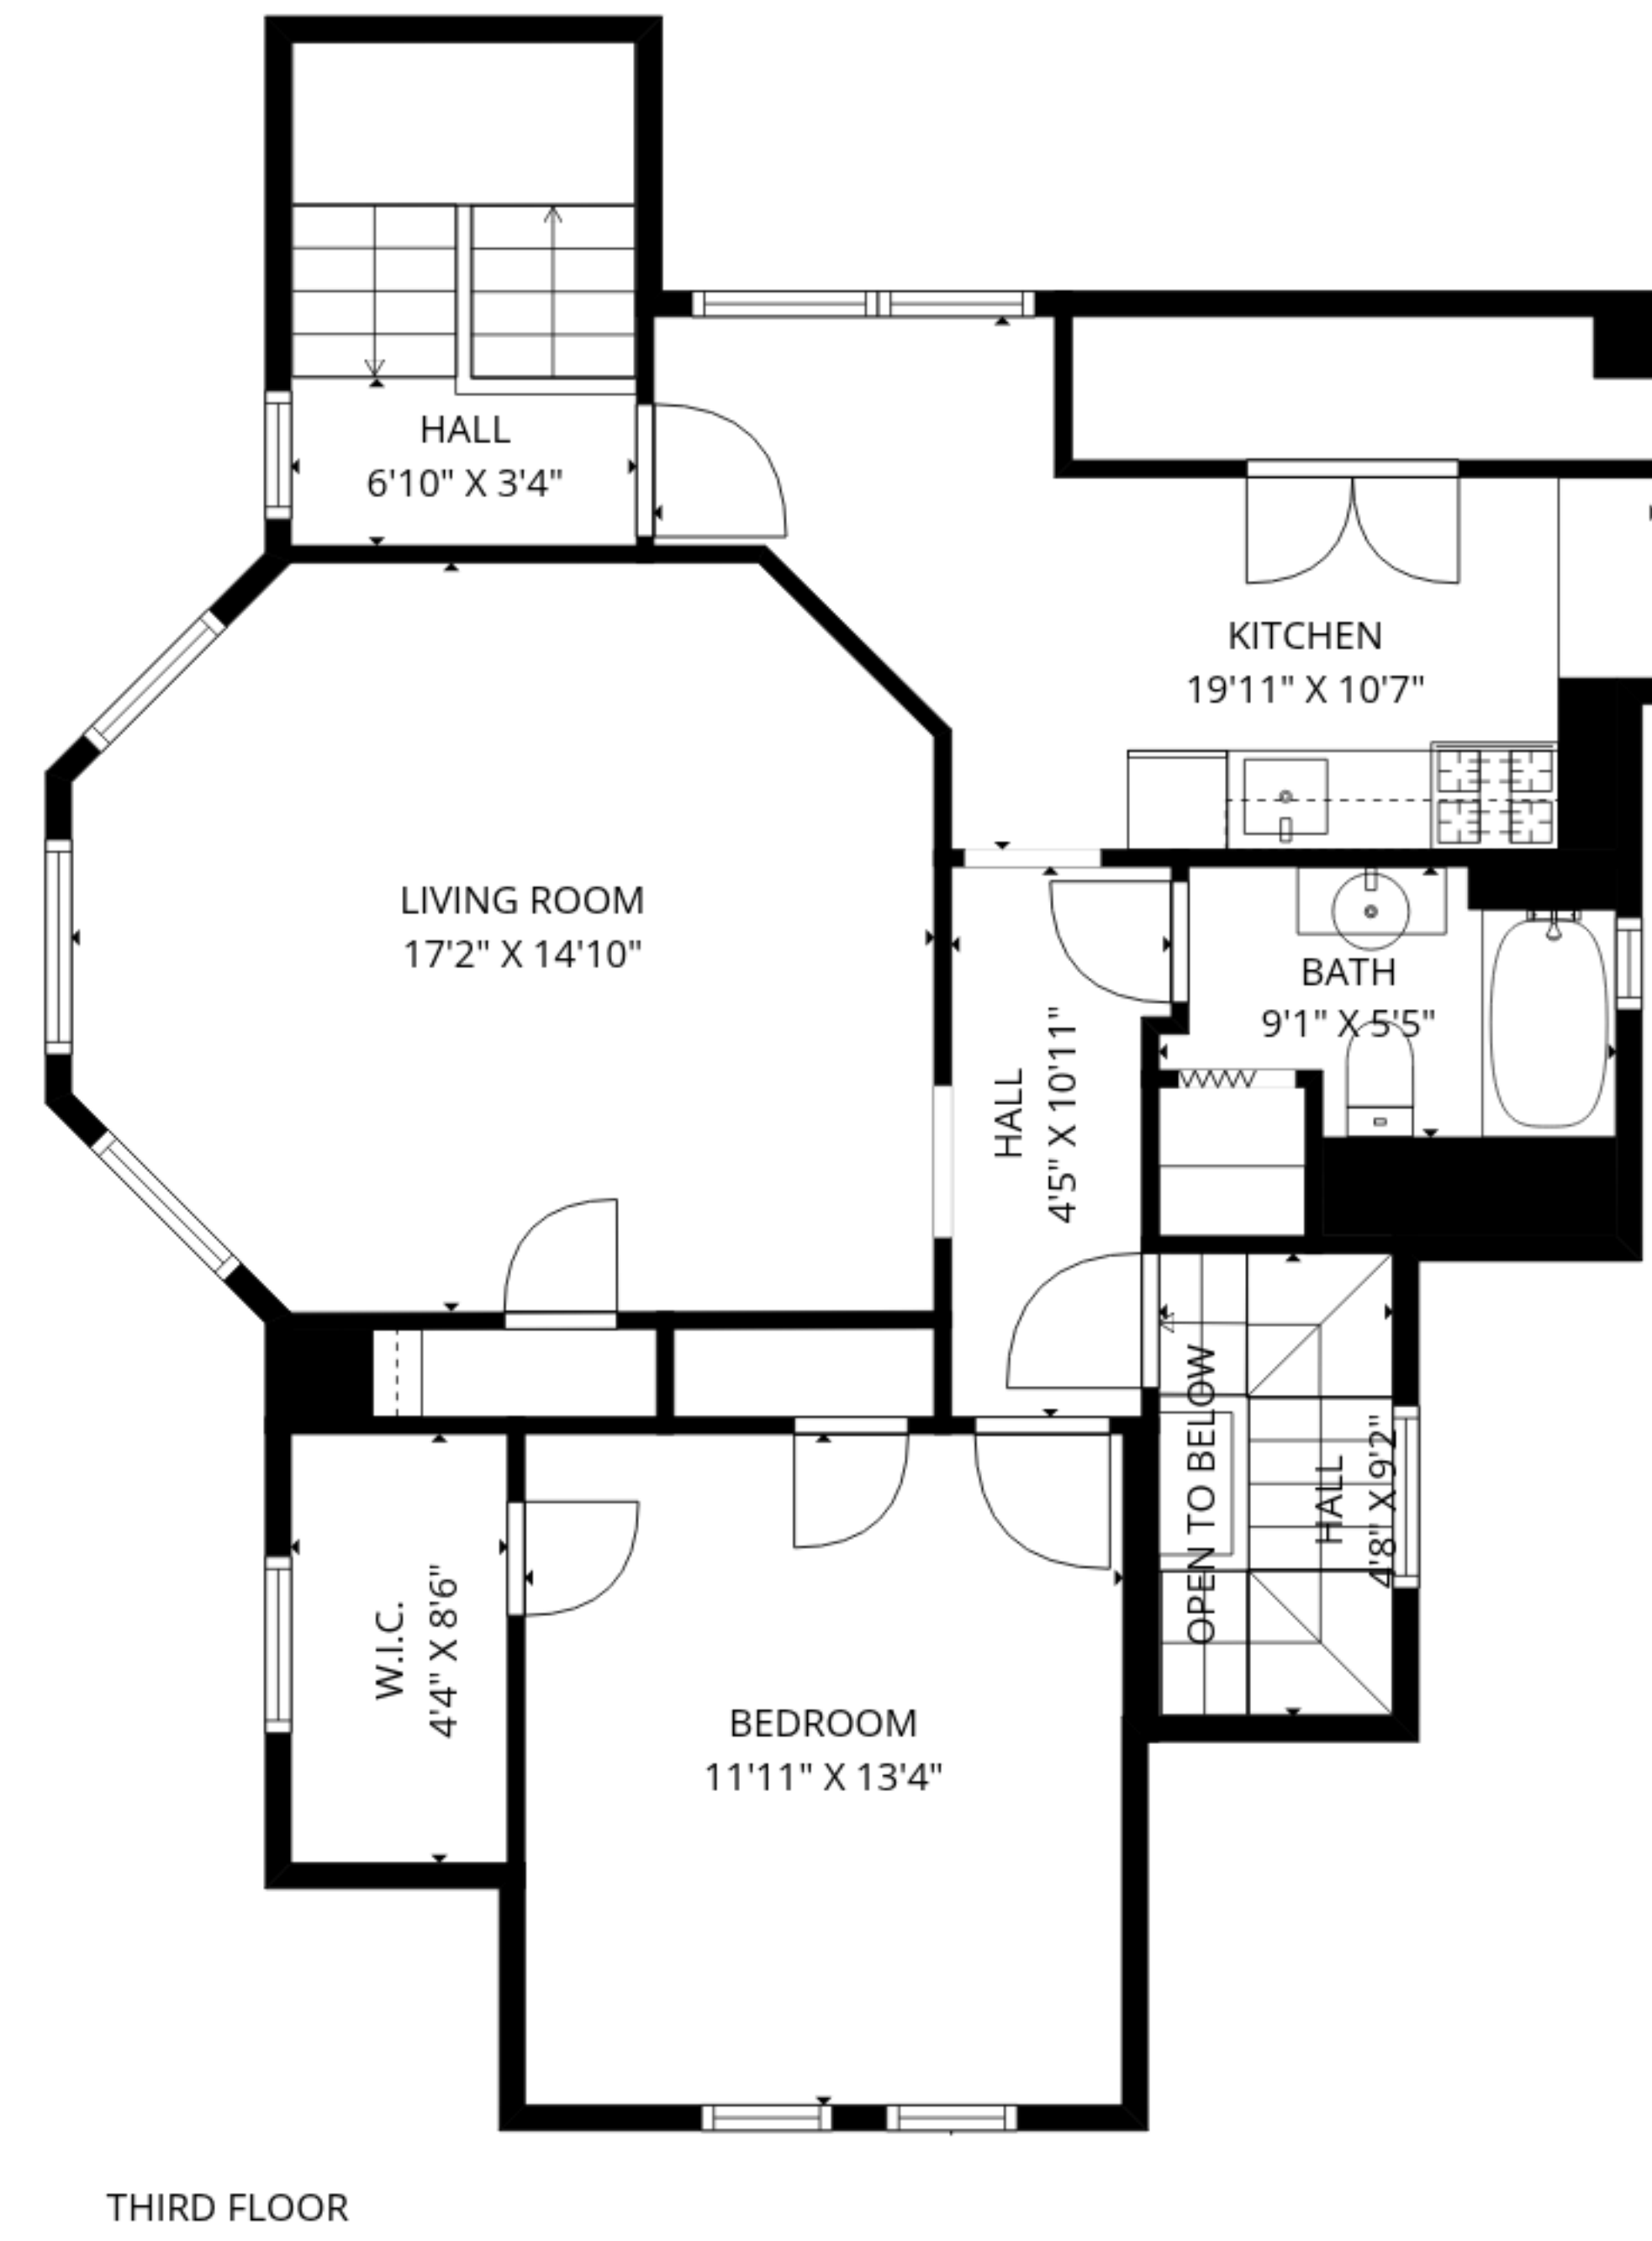 HALL
6'10" X 3'4"
KITCHEN
19'11" X 10'7"
LIVING ROOM
17'2" X 14'10"
BATH
9'1" X 5'5"
HALL
4'5" X 10'11"
OPEN TO BELOW
HALL
4'8" X 9'2"
W.I.C.
4'4" X 8'6"
BEDROOM
11'11" X 13'4"
THIRD FLOOR